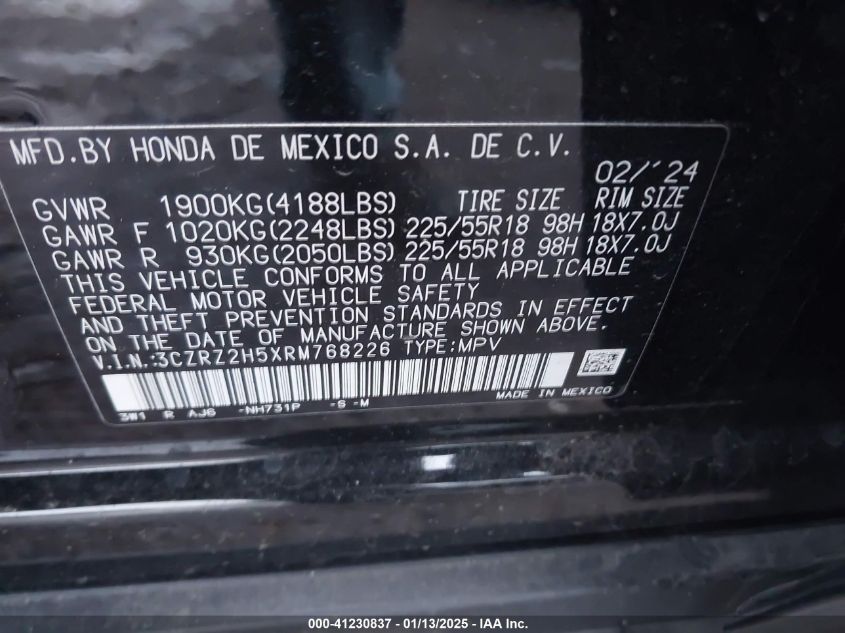 MFD.BY HONDA DE MEXICO S.A. DE C.V.
02/'24
GVWR 1900KG(4188LBS) TIRE SIZE RIM SIZE
GAWR F 1020KG(2248LBS) 225/55R18 98H 18X7.0J
GAWR R 930KG(2050LBS) 225/55R18 98H 18X7.0J
THIS VEHICLE CONFORMS TO ALL APPLICABLE
FEDERAL MOTOR VEHICLE SAFETY
AND THEFT PREVENTION STANDARDS IN EFFECT
ON THE DATE OF MANUFACTURE SHOWN ABOVE.
V.I.N.:3CZRZ2H5XRM768226 TYPE:MPV
MADE IN MEXICO
3W1 R AJ6 -NH731P -S -M
000-41230837 - 01/13/2025 - IAA Inc.